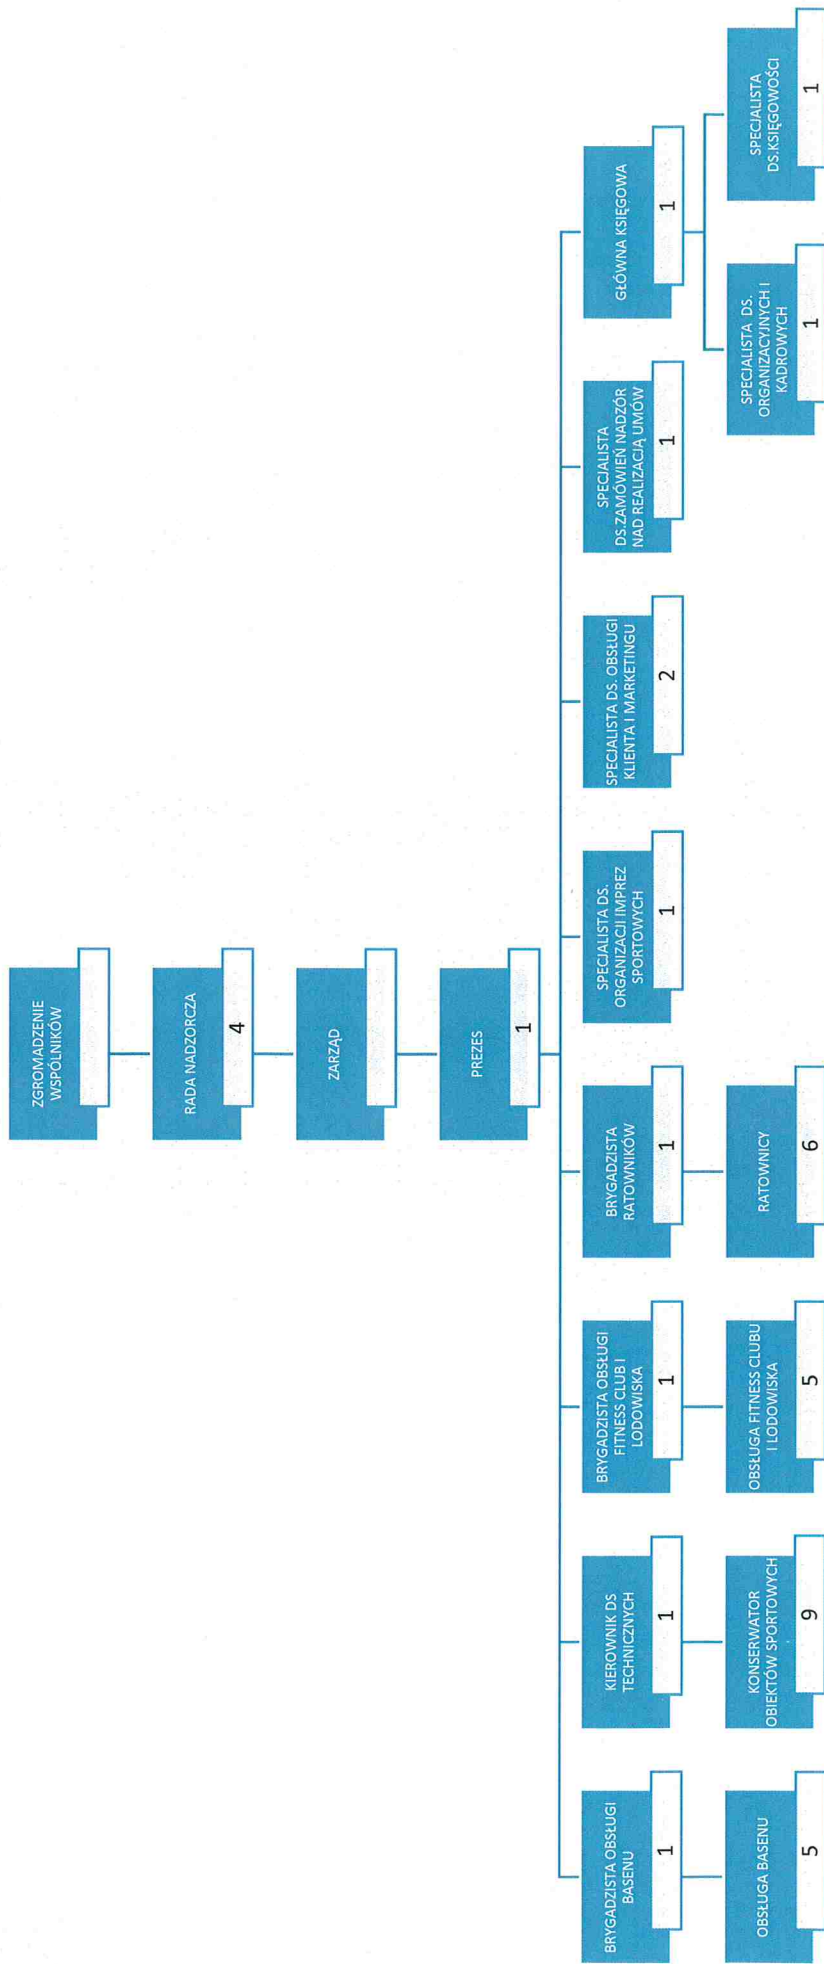 ZGROMADZENIE
WSPÓLNIKÓW
RADA NADZORCZA
4
ZARZĄD
PREZES
1
BRYGADZISTA OBSŁUGI
BASENU
1
KIEROWNIK DS
TECHNICZNYCH
1
BRYGADZISTA OBSŁUGI
FITNESS CLUB I
LODOWISKA
1
BRYGADZISTA
RATOWNIKÓW
1
SPECJALISTA DS.
ORGANIZACJI IMPREZ
SPORTOWYCH
1
SPECJALISTA DS. OBSŁUGI
KLIENTA I MARKETINGU
2
SPECJALISTA
DS.ZAMÓWIEŃ NADZÓR
NAD REALIZACJĄ UMÓW
1
GŁÓWNA KSIĘGOWA
1
OBSŁUGA BASENU
5
KONSERWATOR
OBIEKTÓW SPORTOWYCH
9
OBSŁUGA FITNESS CLUBU
I LODOWISKA
5
RATOWNICY
6
SPECJALISTA DS.
ORGANIZACYJNYCH I
KADROWYCH
1
SPECJALISTA
DS.KSIĘGOWOŚCI
1